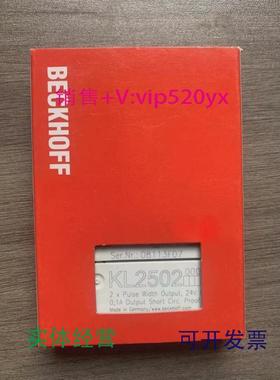 BECKHOFF
销售+V:vip520yx
Ser.Nr.: 08113F07
KL2502
2 x Pulse Width Output, 24V
0,1A Output Short Circ. Proof
Made in Germany/www.beckhoff.com
实体经营
可开发票